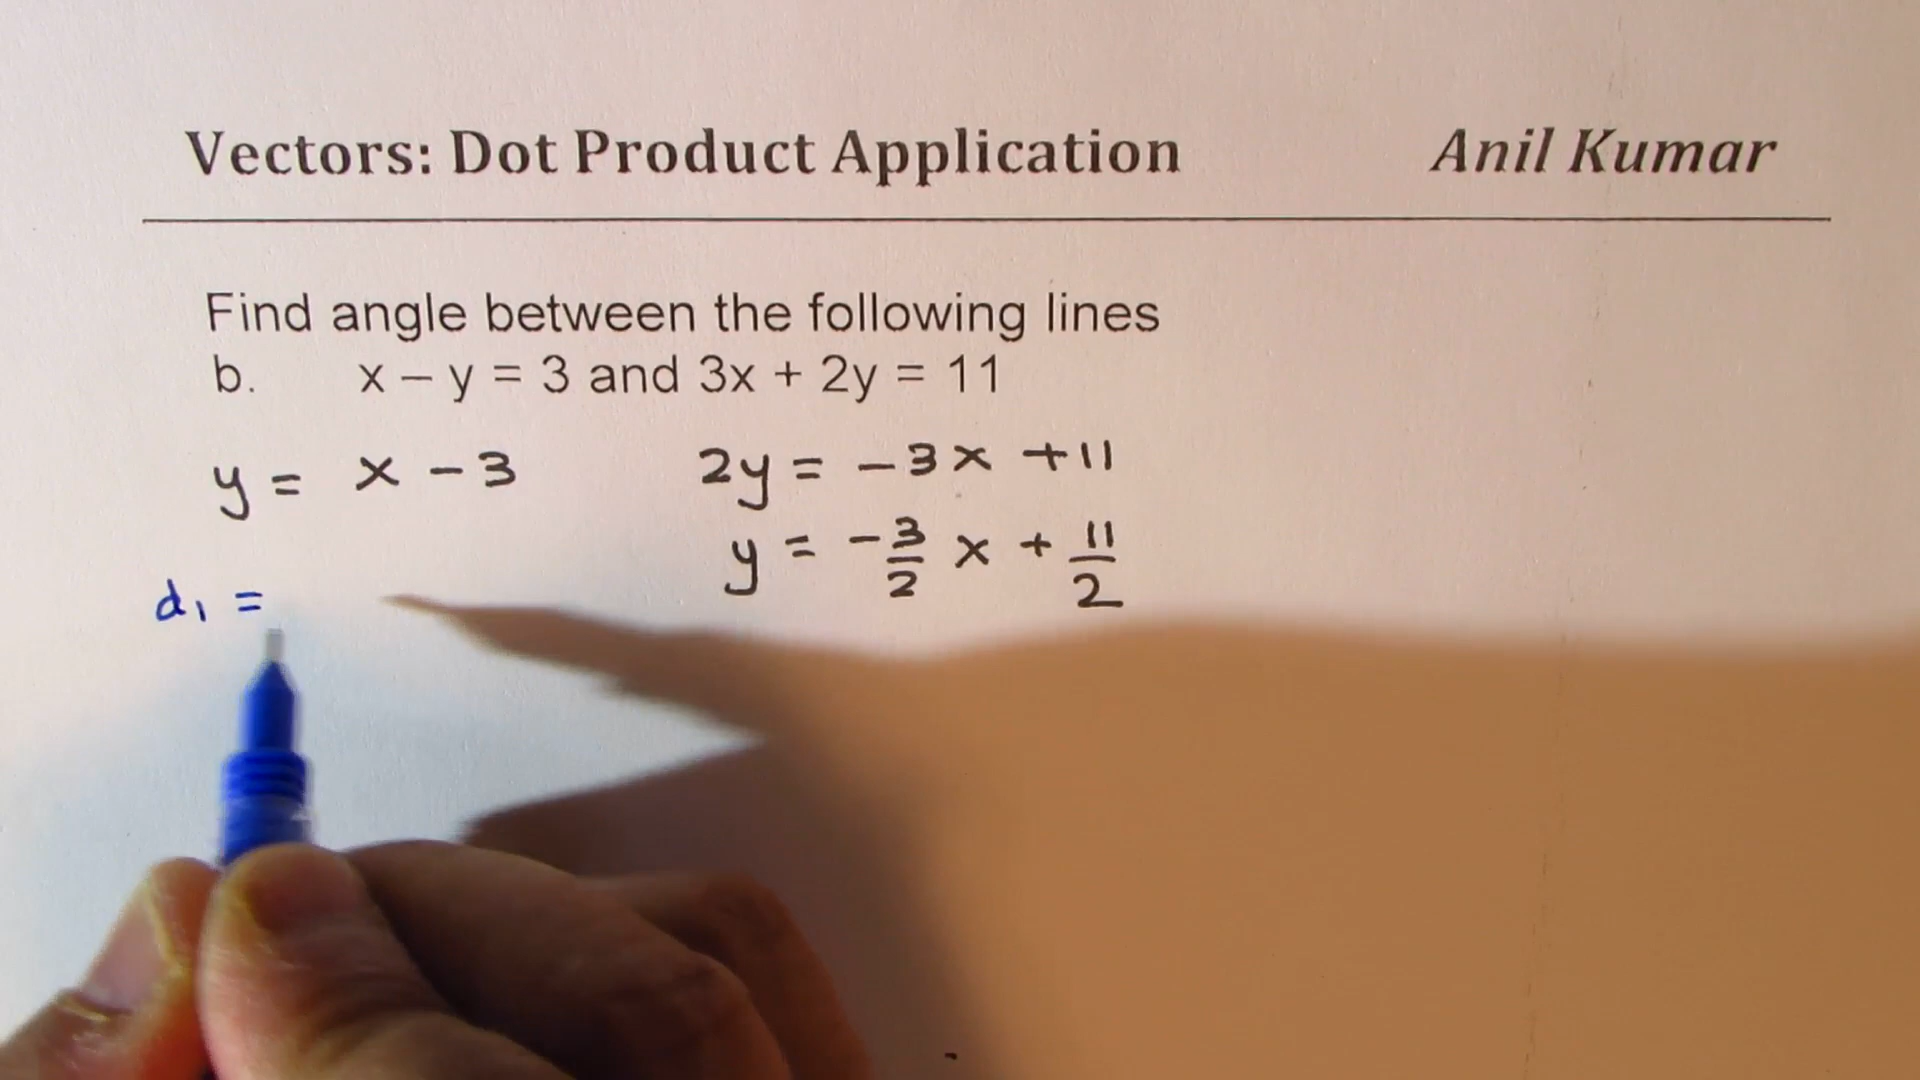 Vectors: Dot Product Application Anil Kumar
Find angle between the following lines
b. x – y = 3 and 3x + 2y = 11
y = x - 3 2y = -3x + 11
y = -3/2 x + 11/2
d₁ =